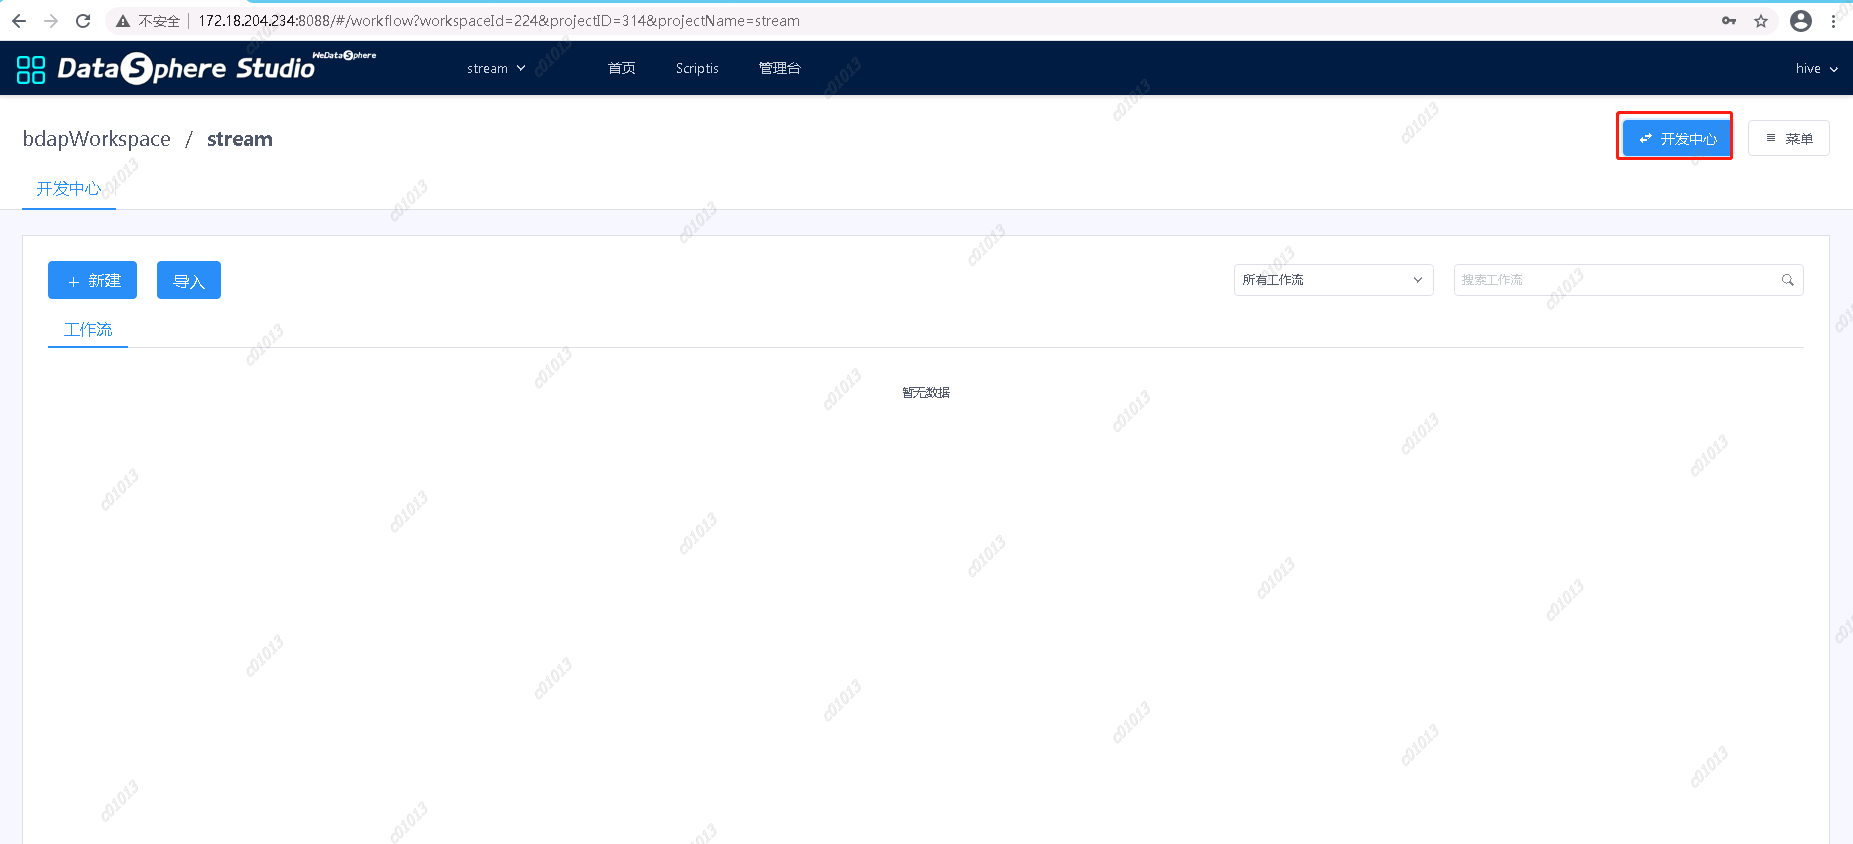 不安全 172.18.204.234:8088/#/workflow?workspaceId=224&projectID=314&projectName=stream
DataSphere Studio WeDataSphere stream 首页 Scriptis 管理台 hive
bdapWorkspace / stream 开发中心 菜单
开发中心
+ 新建 导入 所有工作流 搜索工作流
工作流
暂无数据
c01013